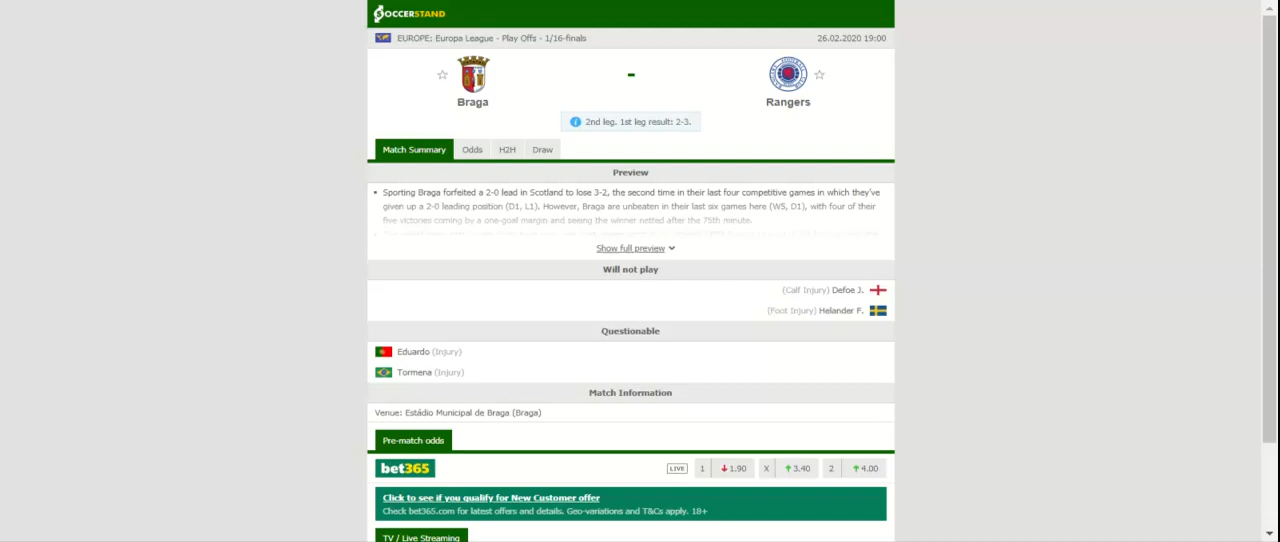 SOCCERSTAND
EUROPE: Europa League - Play Offs - 1/16-finals 26.02.2020 19:00
-
Braga Rangers
2nd leg. 1st leg result: 2-3.
Match Summary Odds H2H Draw
Preview
• Sporting Braga forfeited a 2-0 lead in Scotland to lose 3-2, the second time in their last four competitive games in which they've
given up a 2-0 leading position (D1, L1). However, Braga are unbeaten in their last six games here (W5, D1), with four of their
five victories coming by a one-goal margin and seeing the winner netted after the 75th minute.
Show full preview
Will not play
(Calf Injury) Defoe J.
(Foot Injury) Helander F.
Questionable
Eduardo (Injury)
Tormena (Injury)
Match Information
Venue: Estádio Municipal de Braga (Braga)
Pre-match odds
bet365 LIVE 1 1.90 X 3.40 2 4.00
Click to see if you qualify for New Customer offer
Check bet365.com for latest offers and details. Geo-variations and T&Cs apply. 18+
TV / Live Streaming